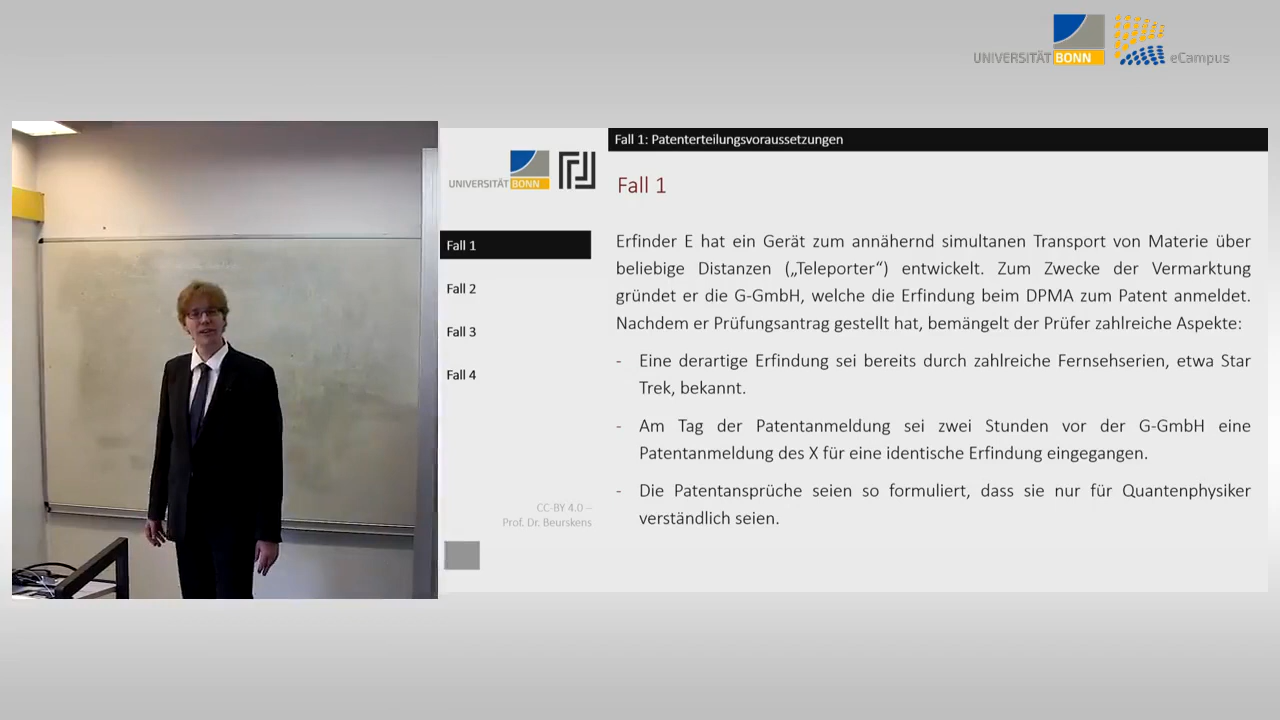 UNIVERSITÄT BONN eCampus
Fall 1: Patenterteilungsvoraussetzungen
UNIVERSITÄT BONN
Fall 1
Fall 1
Fall 2
Fall 3
Fall 4
Erfinder E hat ein Gerät zum annähernd simultanen Transport von Materie über
beliebige Distanzen („Teleporter“) entwickelt. Zum Zwecke der Vermarktung
gründet er die G-GmbH, welche die Erfindung beim DPMA zum Patent anmeldet.
Nachdem er Prüfungsantrag gestellt hat, bemängelt der Prüfer zahlreiche Aspekte:
- Eine derartige Erfindung sei bereits durch zahlreiche Fernsehserien, etwa Star
Trek, bekannt.
- Am Tag der Patentanmeldung sei zwei Stunden vor der G-GmbH eine
Patentanmeldung des X für eine identische Erfindung eingegangen.
- Die Patentansprüche seien so formuliert, dass sie nur für Quantenphysiker
verständlich seien.
CC-BY 4.0 –
Prof. Dr. Beurskens